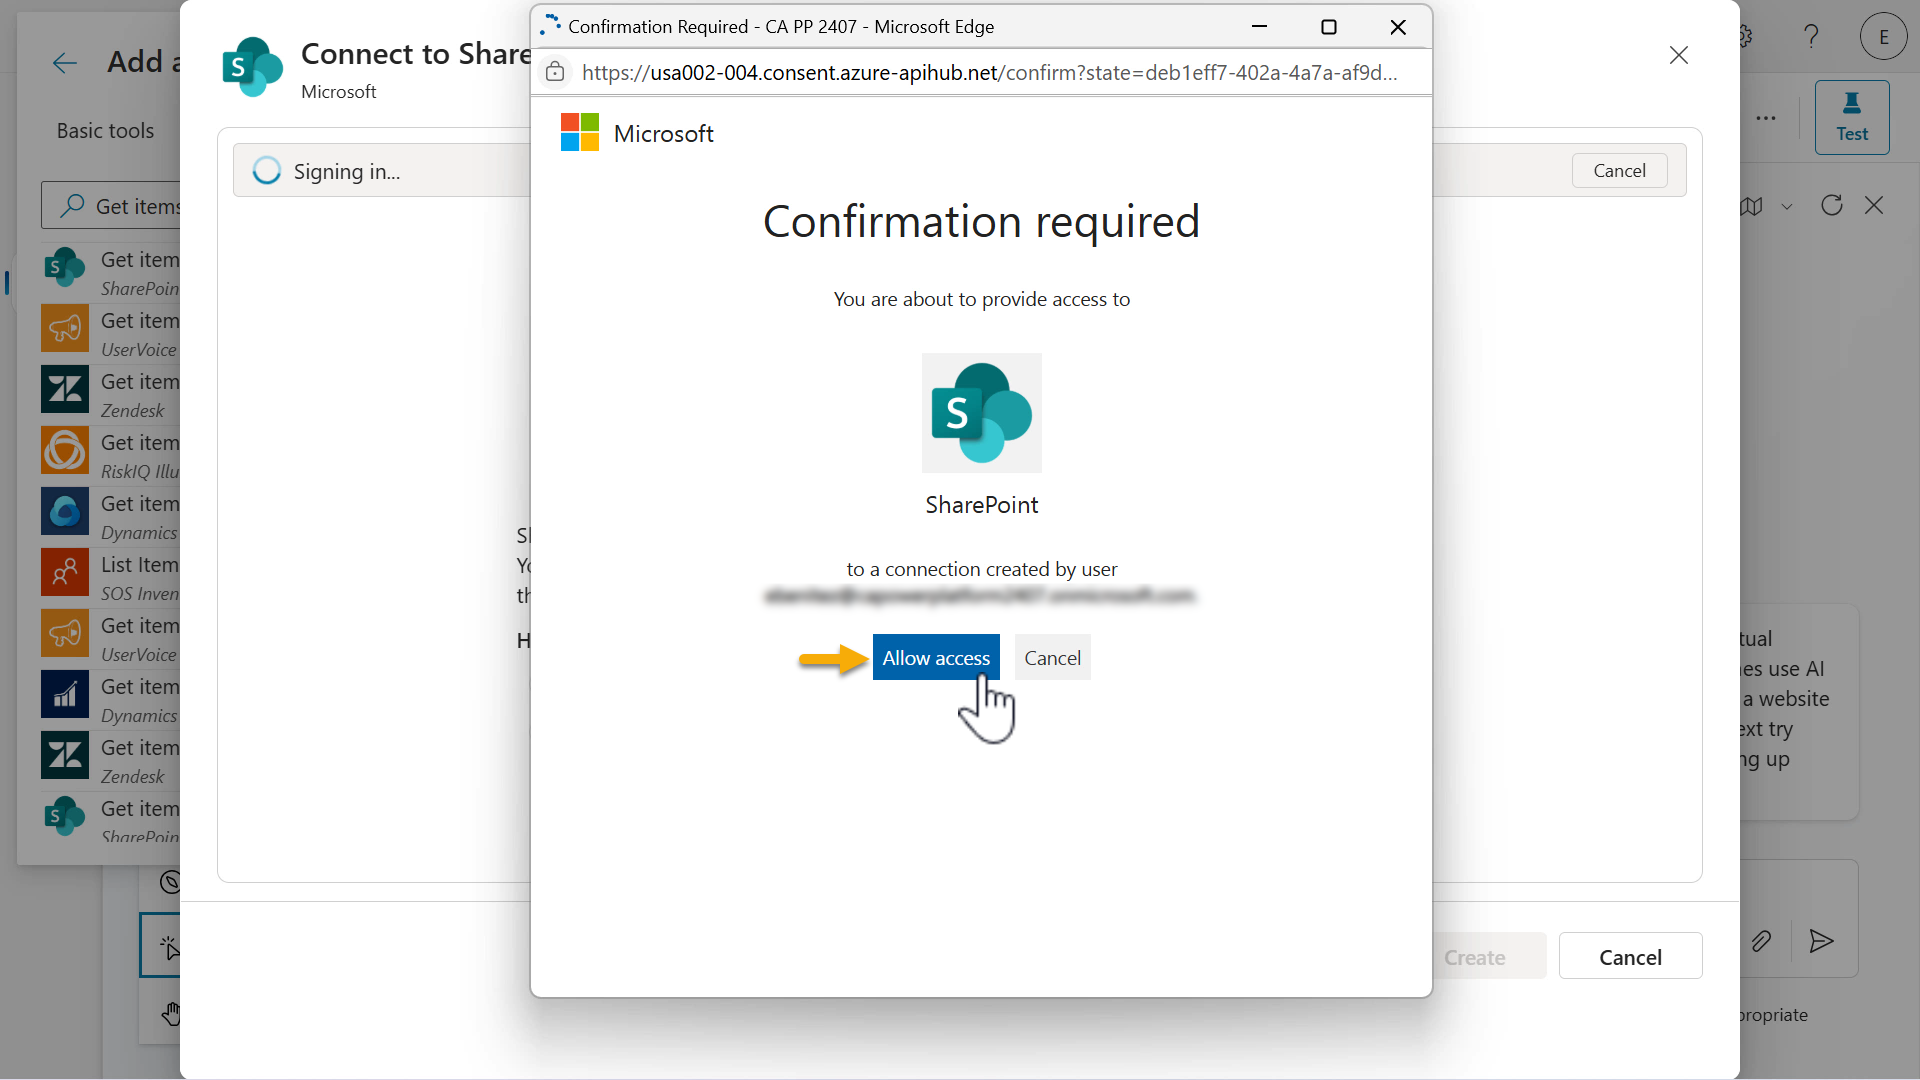 Confirmation Required - CA PP 2407 - Microsoft Edge
https://usa002-004.consent.azure-apihub.net/confirm?state=deb1eff7-402a-4a7a-af9d...
Microsoft
Confirmation required
You are about to provide access to
S
SharePoint
to a connection created by user
Allow access
Cancel
Add
Basic tools
Get items
Get item
SharePoin
Get item
UserVoice
Get item
Zendesk
Get item
RiskIQ Illu
Get item
Dynamics
List Item
SOS Inven
Get item
UserVoice
Get item
Dynamics
Get item
Zendesk
Get item
SharePoin
S
Connect to Share
Microsoft
Signing in...
Cancel
Create
Cancel
?
E
...
Test
tual
es use AI
a website
ext try
ng up
propriate